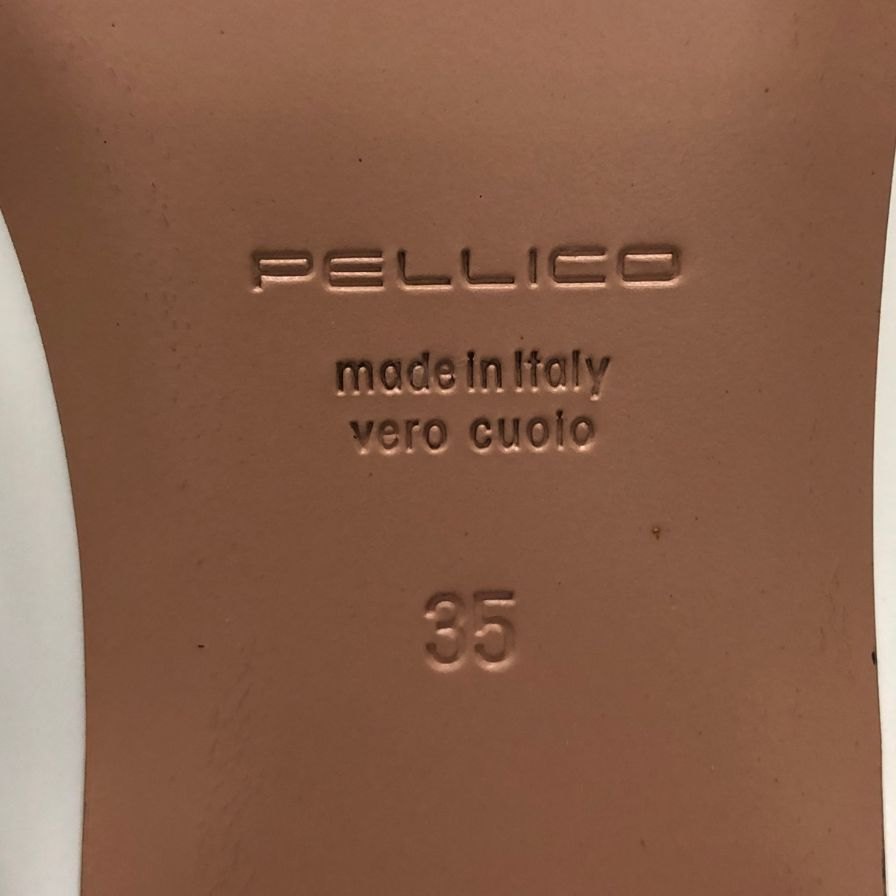 PELLICO
made in Italy
vero cuoio
35